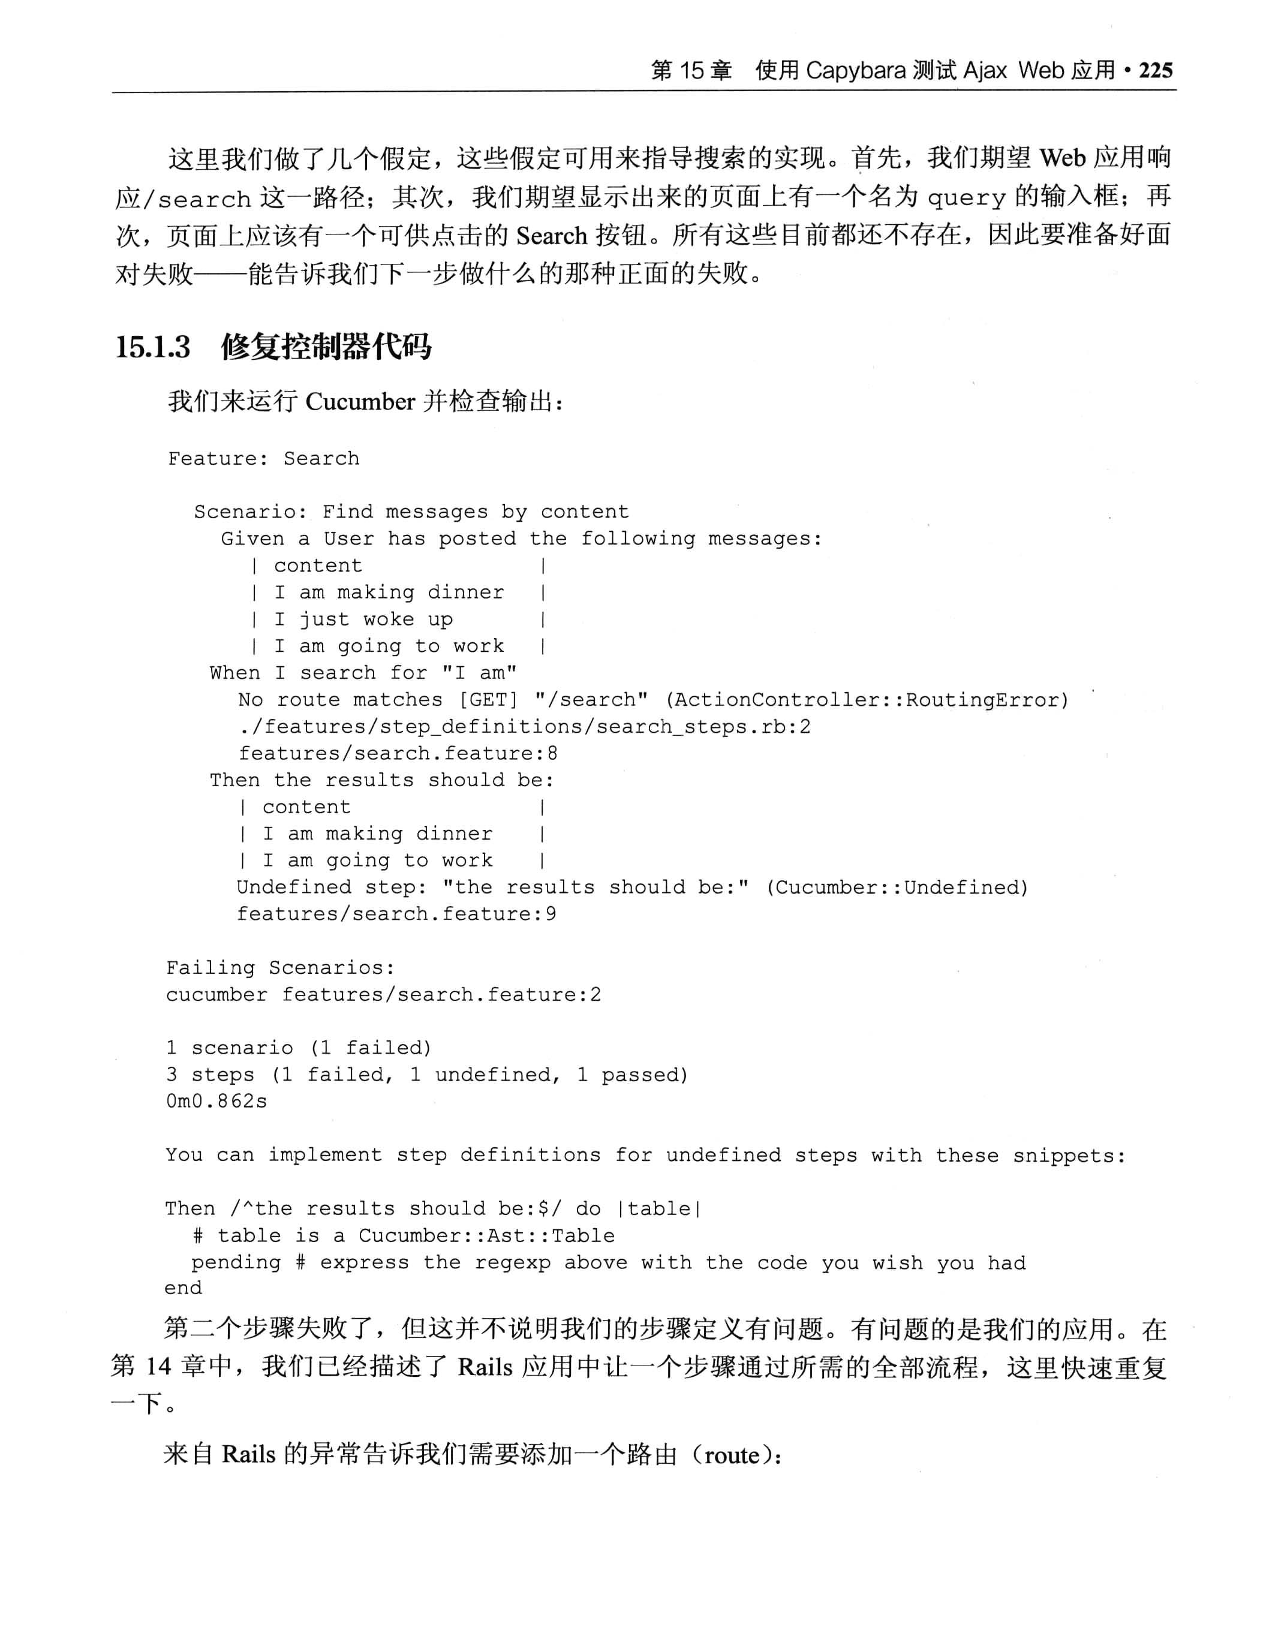 第 15 章 使用 Capybara 测试 Ajax Web 应用 • 225
这里我们做了几个假定，这些假定可用来指导搜索的实现。首先，我们期望 Web 应用响
应/search 这一路径；其次，我们期望显示出来的页面上有一个名为 query 的输入框；再
次，页面上应该有一个可供点击的 Search 按钮。所有这些目前都还不存在，因此要准备好面
对失败——能告诉我们下一步做什么的那种正面的失败。
15.1.3 修复控制器代码
我们来运行 Cucumber 并检查输出：
Feature: Search
Scenario: Find messages by content
Given a User has posted the following messages:
| content |
| I am making dinner |
| I just woke up |
| I am going to work |
When I search for "I am"
No route matches [GET] "/search" (ActionController::RoutingError)
./features/step_definitions/search_steps.rb:2
features/search.feature:8
Then the results should be:
| content |
| I am making dinner |
| I am going to work |
Undefined step: "the results should be:" (Cucumber::Undefined)
features/search.feature:9
Failing Scenarios:
cucumber features/search.feature:2
1 scenario (1 failed)
3 steps (1 failed, 1 undefined, 1 passed)
0m0.862s
You can implement step definitions for undefined steps with these snippets:
Then /^the results should be:$/ do |table|
# table is a Cucumber::Ast::Table
pending # express the regexp above with the code you wish you had
end
第二个步骤失败了，但这并不说明我们的步骤定义有问题。有问题的是我们的应用。在
第 14 章中，我们已经描述了 Rails 应用中让一个步骤通过所需的全部流程，这里快速重复
一下。
来自 Rails 的异常告诉我们需要添加一个路由（route）：